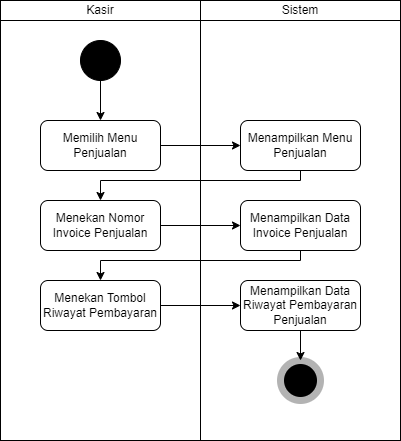 Kasir
Sistem
Memilih Menu
Penjualan
Menampilkan Menu
Penjualan
Menekan Nomor
Invoice Penjualan
Menampilkan Data
Invoice Penjualan
Menekan Tombol
Riwayat Pembayaran
Menampilkan Data
Riwayat Pembayaran
Penjualan